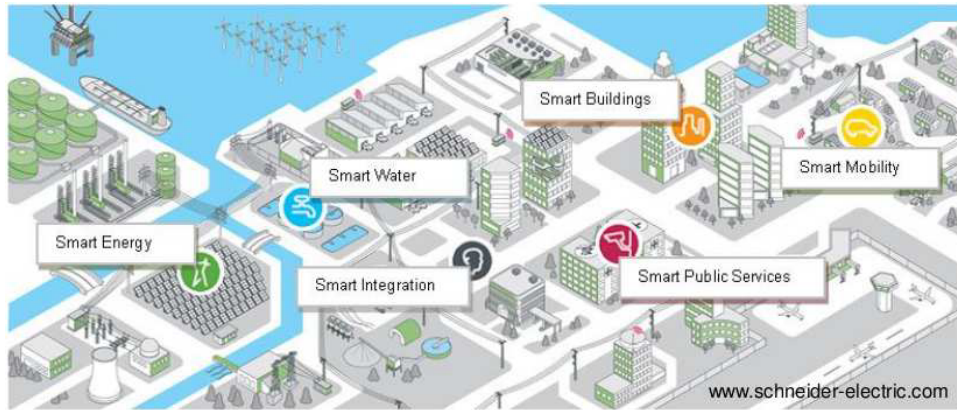 Smart Buildings
Smart Mobility
Smart Water
Smart Energy
Smart Integration
Smart Public Services
www.schneider-electric.com